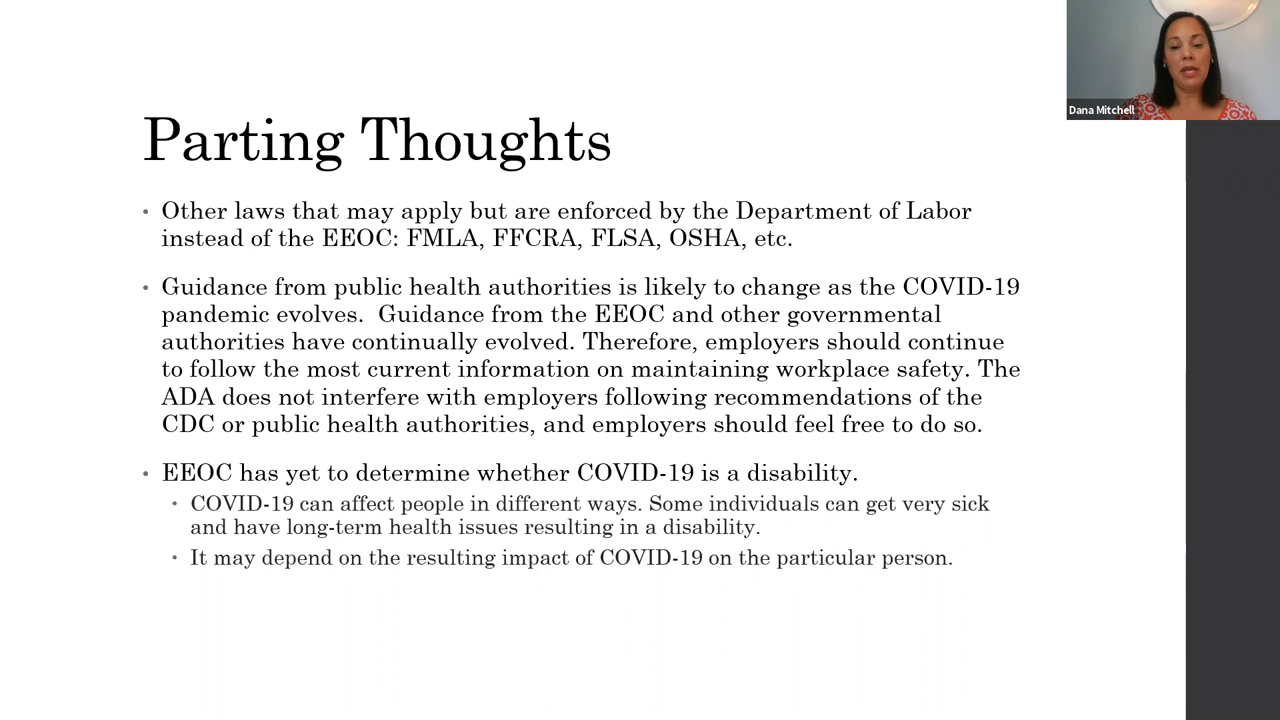 Dana Mitchell
Parting Thoughts
• Other laws that may apply but are enforced by the Department of Labor
instead of the EEOC: FMLA, FFCRA, FLSA, OSHA, etc.
• Guidance from public health authorities is likely to change as the COVID-19
pandemic evolves.  Guidance from the EEOC and other governmental
authorities have continually evolved. Therefore, employers should continue
to follow the most current information on maintaining workplace safety. The
ADA does not interfere with employers following recommendations of the
CDC or public health authorities, and employers should feel free to do so.
• EEOC has yet to determine whether COVID-19 is a disability.
• COVID-19 can affect people in different ways. Some individuals can get very sick
and have long-term health issues resulting in a disability.
• It may depend on the resulting impact of COVID-19 on the particular person.